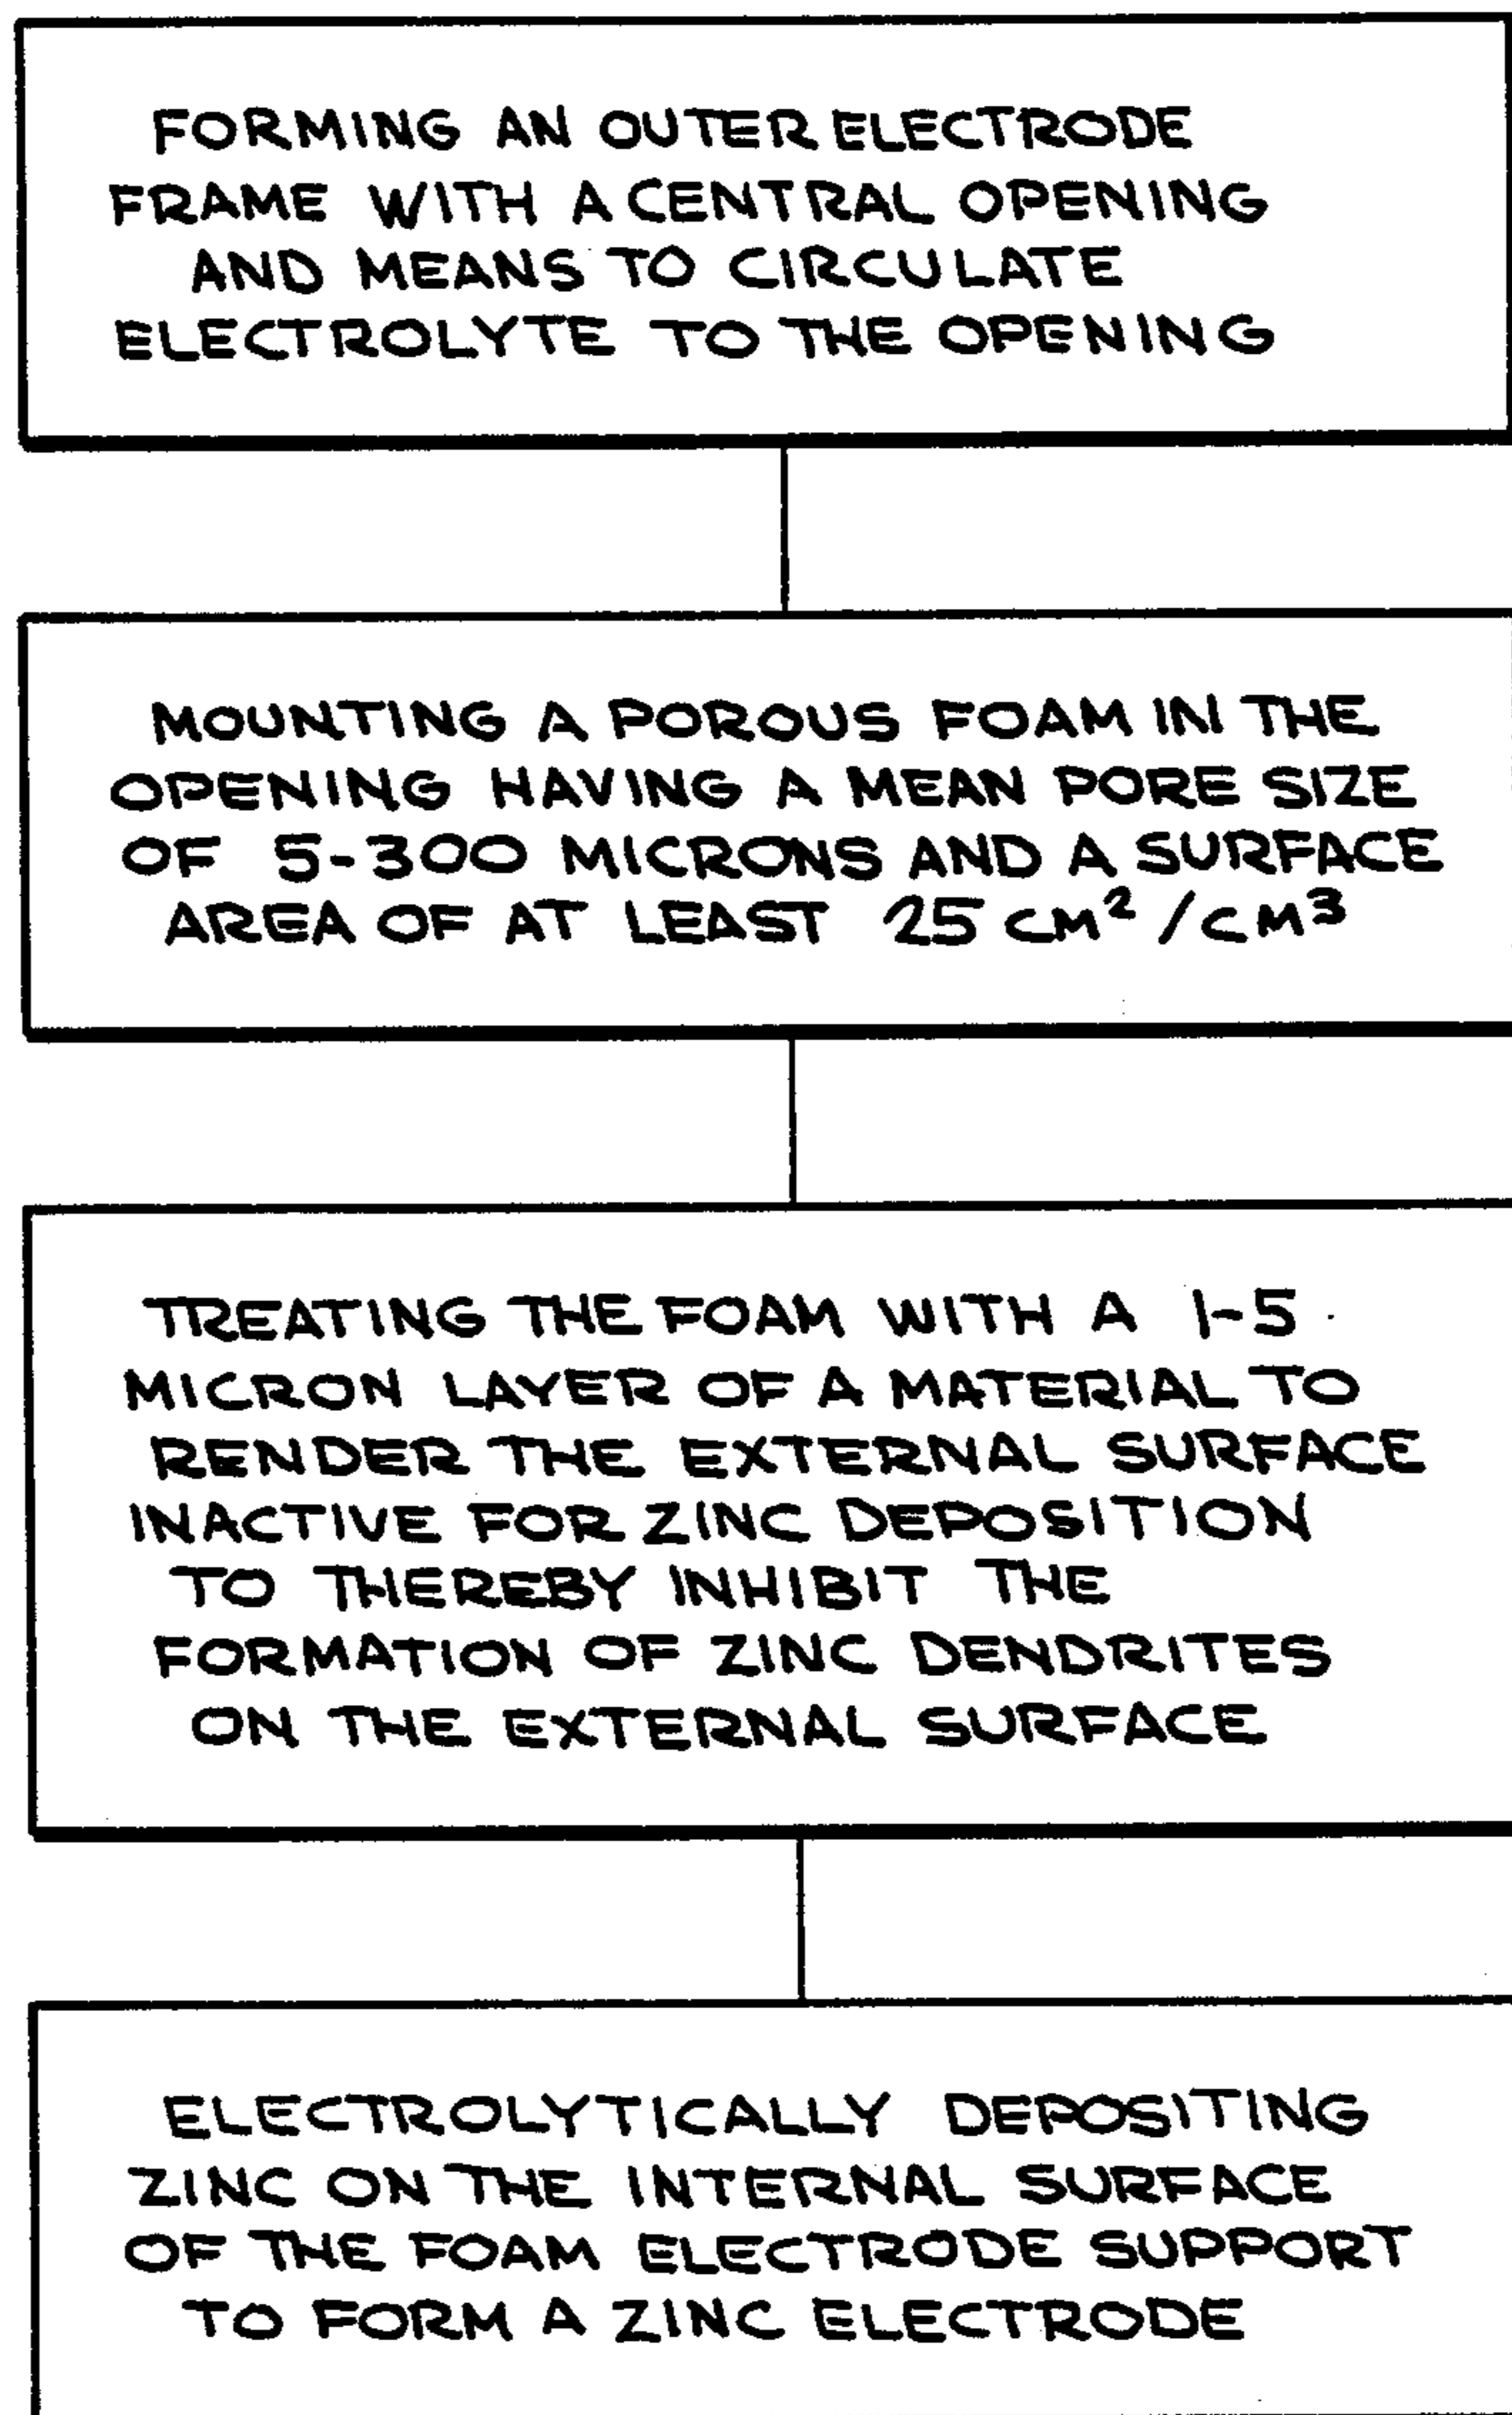 FORMING AN OUTER ELECTRODE
FRAME WITH A CENTRAL OPENING
AND MEANS TO CIRCULATE
ELECTROLYTE TO THE OPENING
MOUNTING A POROUS FOAM IN THE
OPENING HAVING A MEAN PORE SIZE
OF 5-300 MICRONS AND A SURFACE
AREA OF AT LEAST 25 CM²/CM³
TREATING THE FOAM WITH A 1-5
MICRON LAYER OF A MATERIAL TO
RENDER THE EXTERNAL SURFACE
INACTIVE FOR ZINC DEPOSITION
TO THEREBY INHIBIT THE
FORMATION OF ZINC DENDRITES
ON THE EXTERNAL SURFACE
ELECTROLYTICALLY DEPOSITING
ZINC ON THE INTERNAL SURFACE
OF THE FOAM ELECTRODE SUPPORT
TO FORM A ZINC ELECTRODE